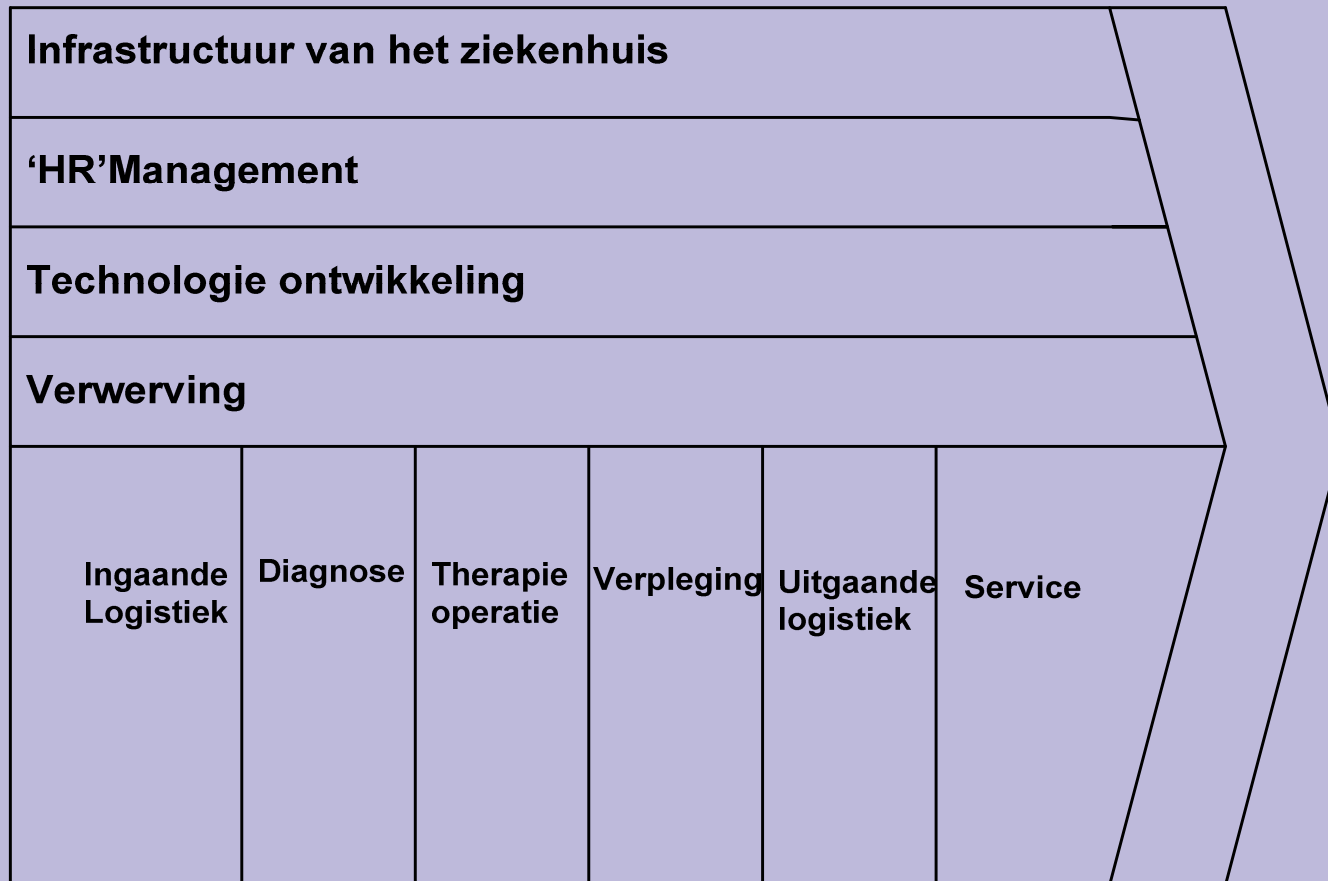 Infrastructuur van het ziekenhuis
‘HR’Management
Technologie ontwikkeling
Verwerving
Ingaande
Logistiek
Diagnose
Therapie
operatie
Verpleging
Uitgaande
logistiek
Service